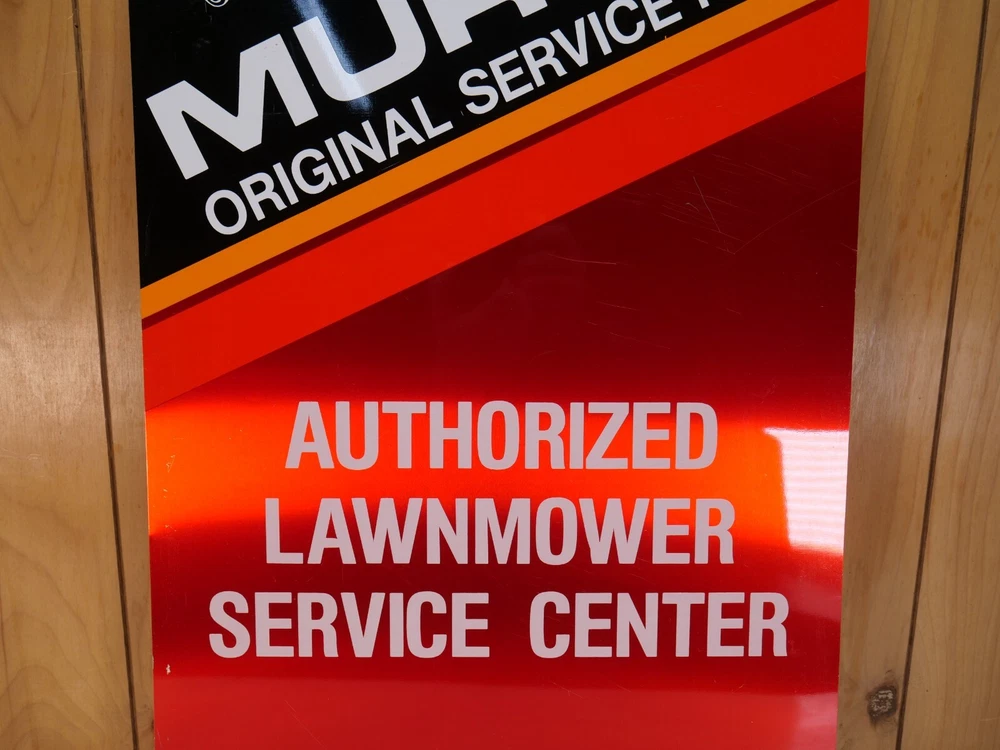 ORIGINAL SERVICE
AUTHORIZED
LAWNMOWER
SERVICE CENTER